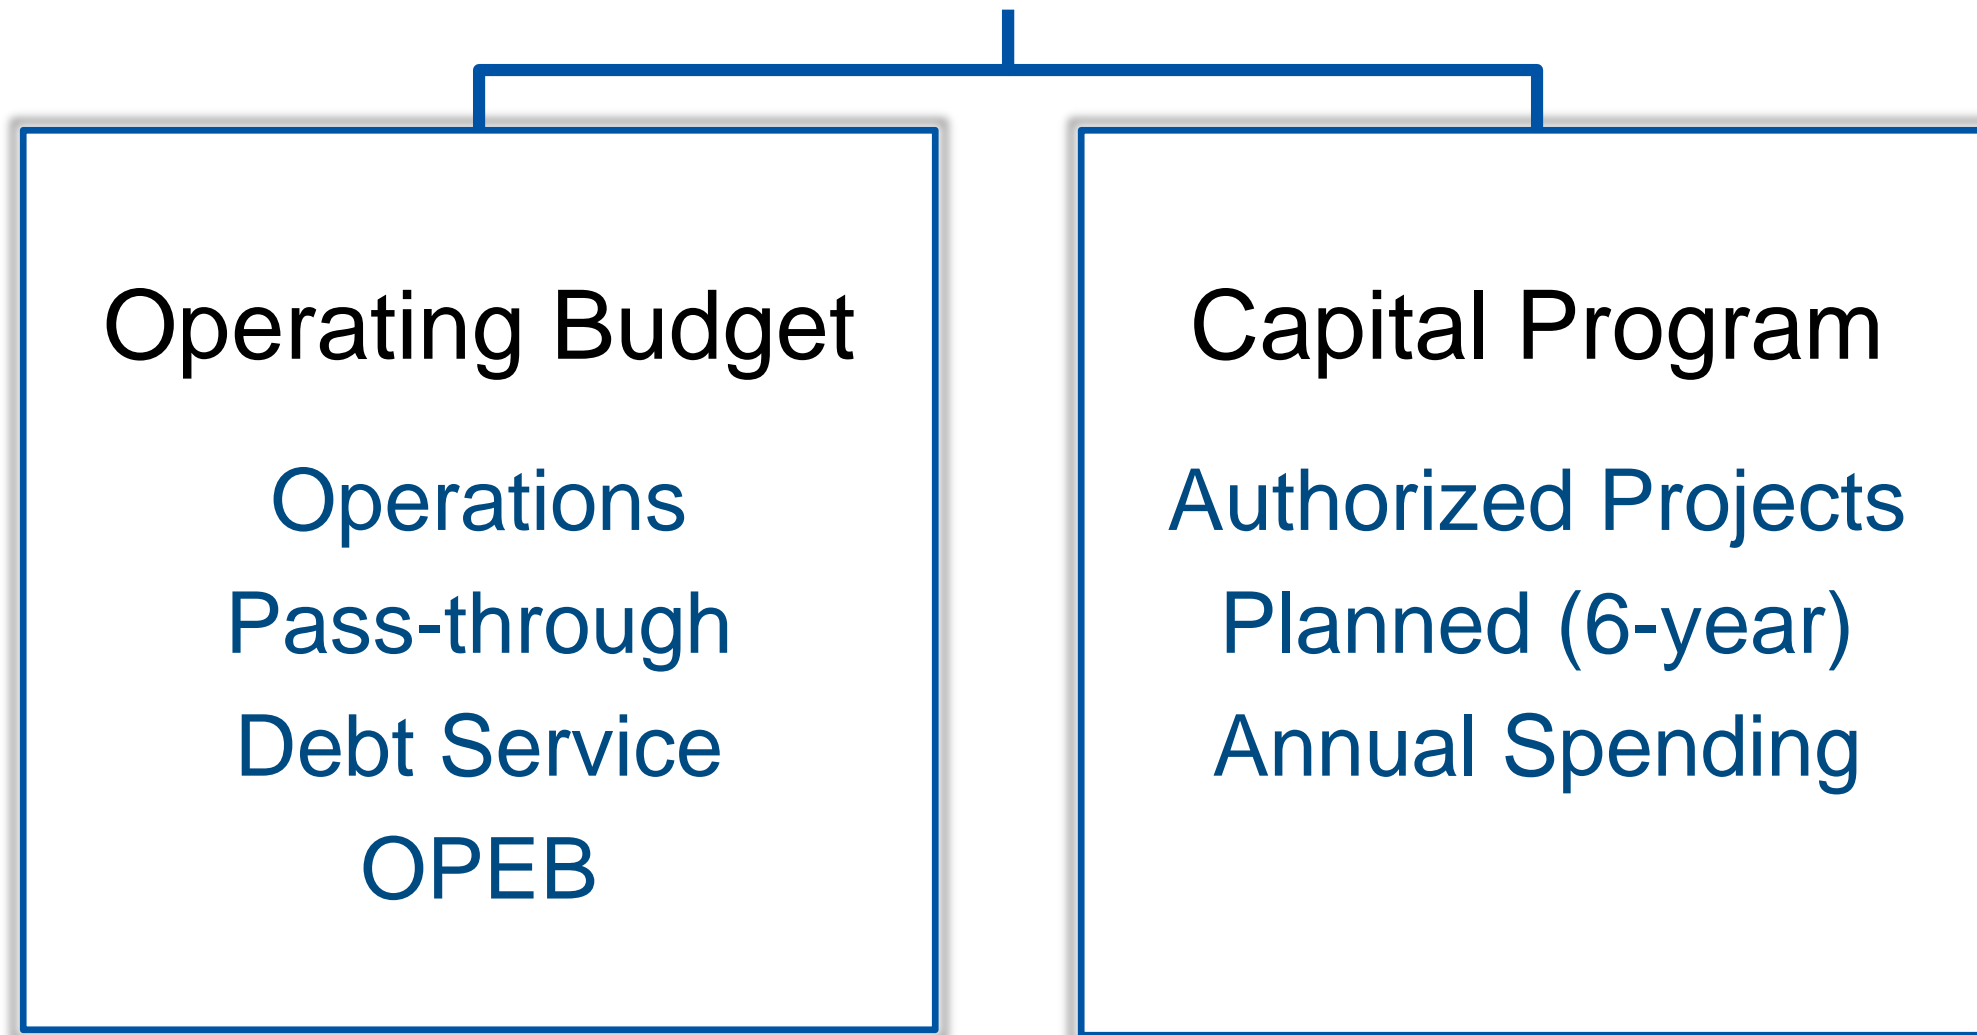 Operating Budget
Operations
Pass-through
Debt Service
OPEB
Capital Program
Authorized Projects
Planned (6-year)
Annual Spending